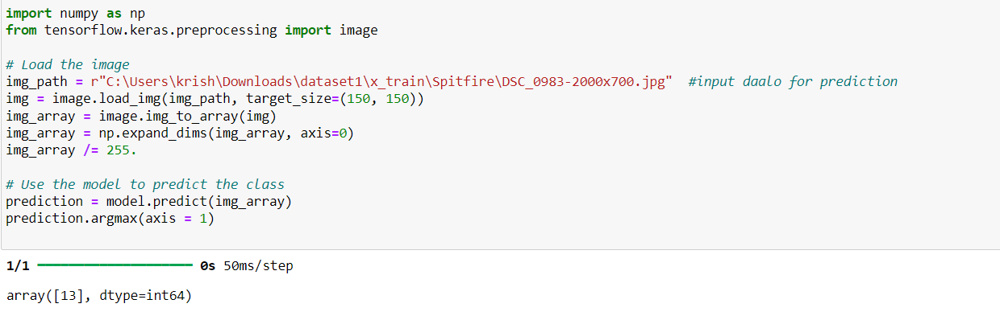 import numpy as np
from tensorflow.keras.preprocessing import image
# Load the image
img_path = r"C:\Users\krish\Downloads\dataset1\x_train\Spitfire\DSC_0983-2000x700.jpg"  #input daalo for prediction
img = image.load_img(img_path, target_size=(150, 150))
img_array = image.img_to_array(img)
img_array = np.expand_dims(img_array, axis=0)
img_array /= 255.
# Use the model to predict the class
prediction = model.predict(img_array)
prediction.argmax(axis = 1)
1/1 0s 50ms/step
array([13], dtype=int64)